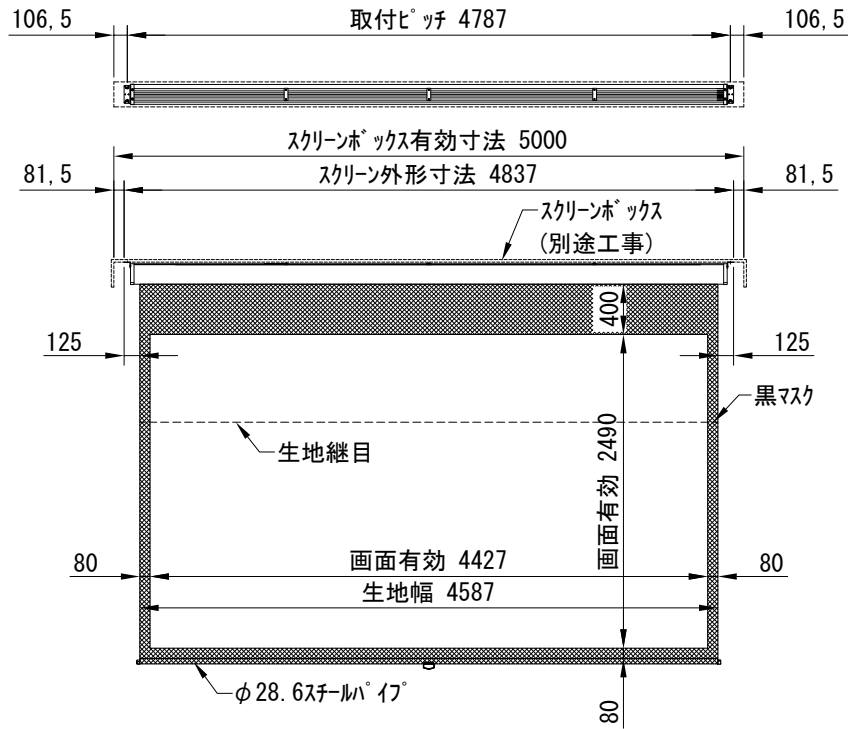 106,5 取付ﾋﾟｯﾁ 4787 106,5
ｽｸﾘｰﾝﾎﾞｯｸｽ有効寸法 5000
81,5 ｽｸﾘｰﾝ外形寸法 4837 81,5
ｽｸﾘｰﾝﾎﾞｯｸｽ
(別途工事)
400
125 125
黒ﾏｽｸ
生地継目
画面有効 2490
80 画面有効 4427 80
生地幅 4587
φ28.6ｽﾁｰﾙﾊﾟｲﾌﾟ
80